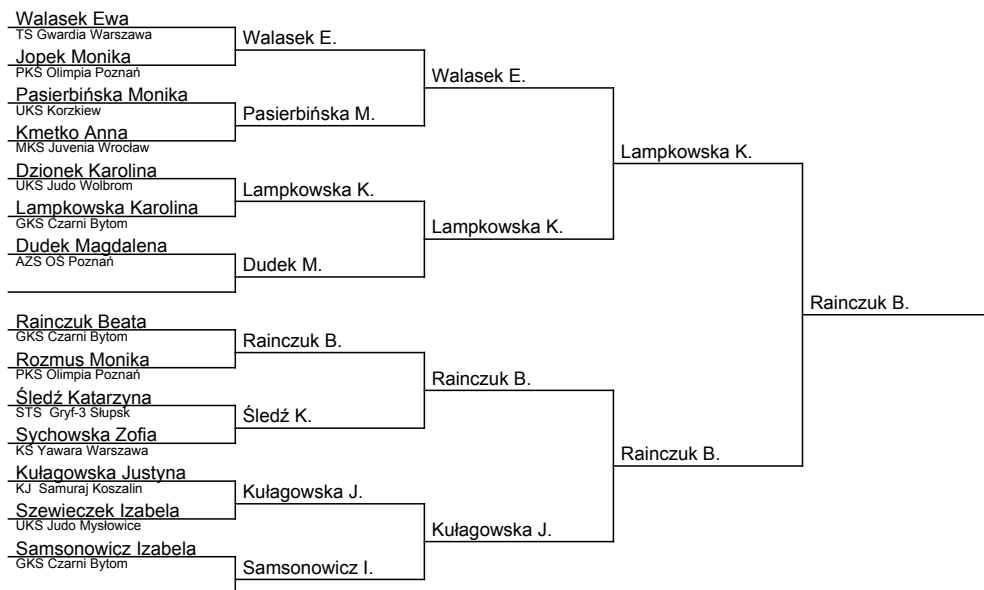 Walasek Ewa
TS Gwardia Warszawa
Jopek Monika
PKS Olimpia Poznań
Pasierbińska Monika
UKS Korzkiew
Kmetko Anna
MKS Juvenia Wrocław
Dzionek Karolina
UKS Judo Wolbrom
Lampkowska Karolina
GKS Czarni Bytom
Dudek Magdalena
AZS OŚ Poznań
Rainczuk Beata
GKS Czarni Bytom
Rozmus Monika
PKS Olimpia Poznań
Śledź Katarzyna
STS Gryf-3 Słupsk
Sychowska Zofia
KS Yawara Warszawa
Kułagowska Justyna
KJ Samuraj Koszalin
Szewieczek Izabela
UKS Judo Mysłowice
Samsonowicz Izabela
GKS Czarni Bytom
Walasek E.
Pasierbińska M.
Lampkowska K.
Dudek M.
Rainczuk B.
Śledź K.
Kułagowska J.
Samsonowicz I.
Walasek E.
Lampkowska K.
Rainczuk B.
Kułagowska J.
Lampkowska K.
Rainczuk B.
Rainczuk B.